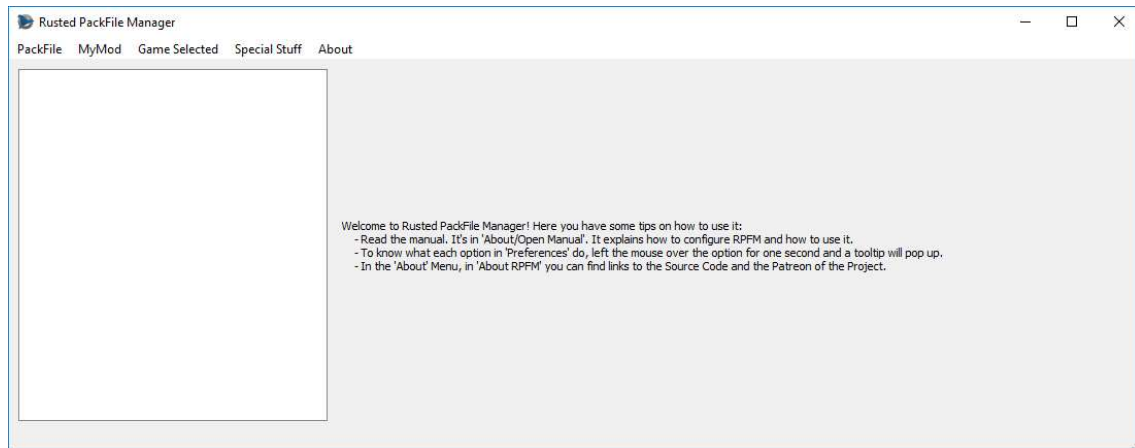 Rusted PackFile Manager
PackFile MyMod Game Selected Special Stuff About
Welcome to Rusted PackFile Manager! Here you have some tips on how to use it:
- Read the manual. It's in 'About/Open Manual'. It explains how to configure RPFM and how to use it.
- To know what each option in 'Preferences' do, left the mouse over the option for one second and a tooltip will pop up.
- In the 'About' Menu, in 'About RPFM' you can find links to the Source Code and the Patreon of the Project.